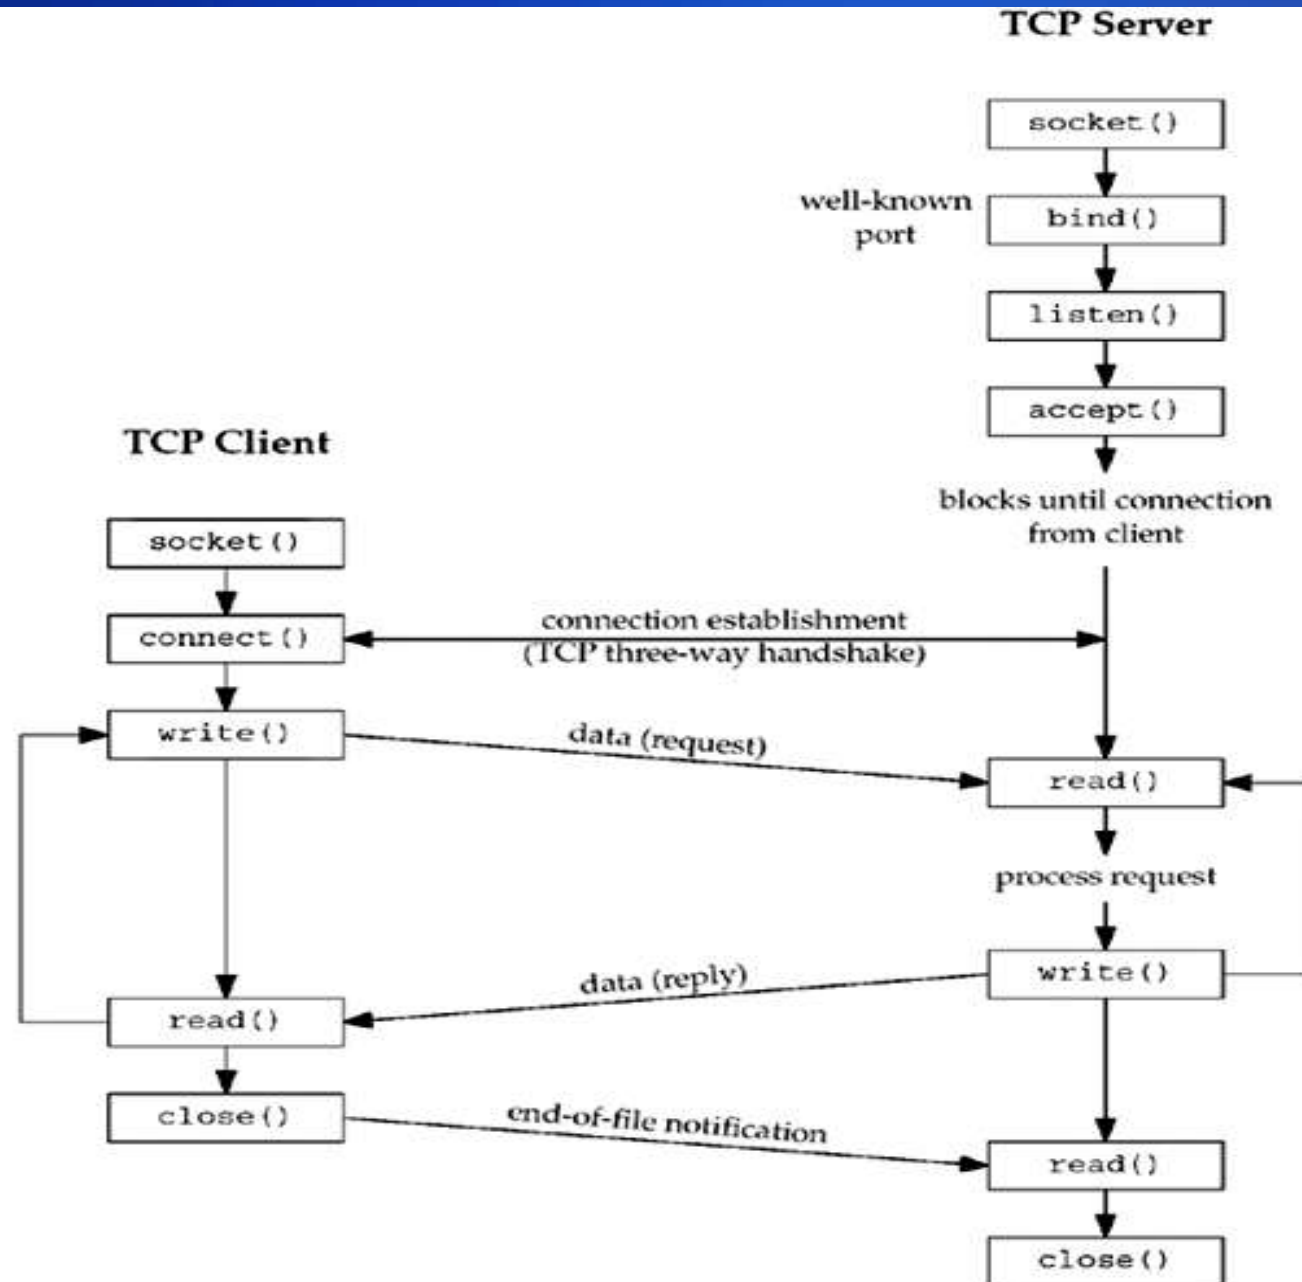 TCP Server
socket()
well-known
port
bind()
listen()
accept()
blocks until connection
from client
TCP Client
socket()
connect()
connection establishment
(TCP three-way handshake)
write()
data (request)
read()
process request
write()
data (reply)
read()
close()
end-of-file notification
read()
close()